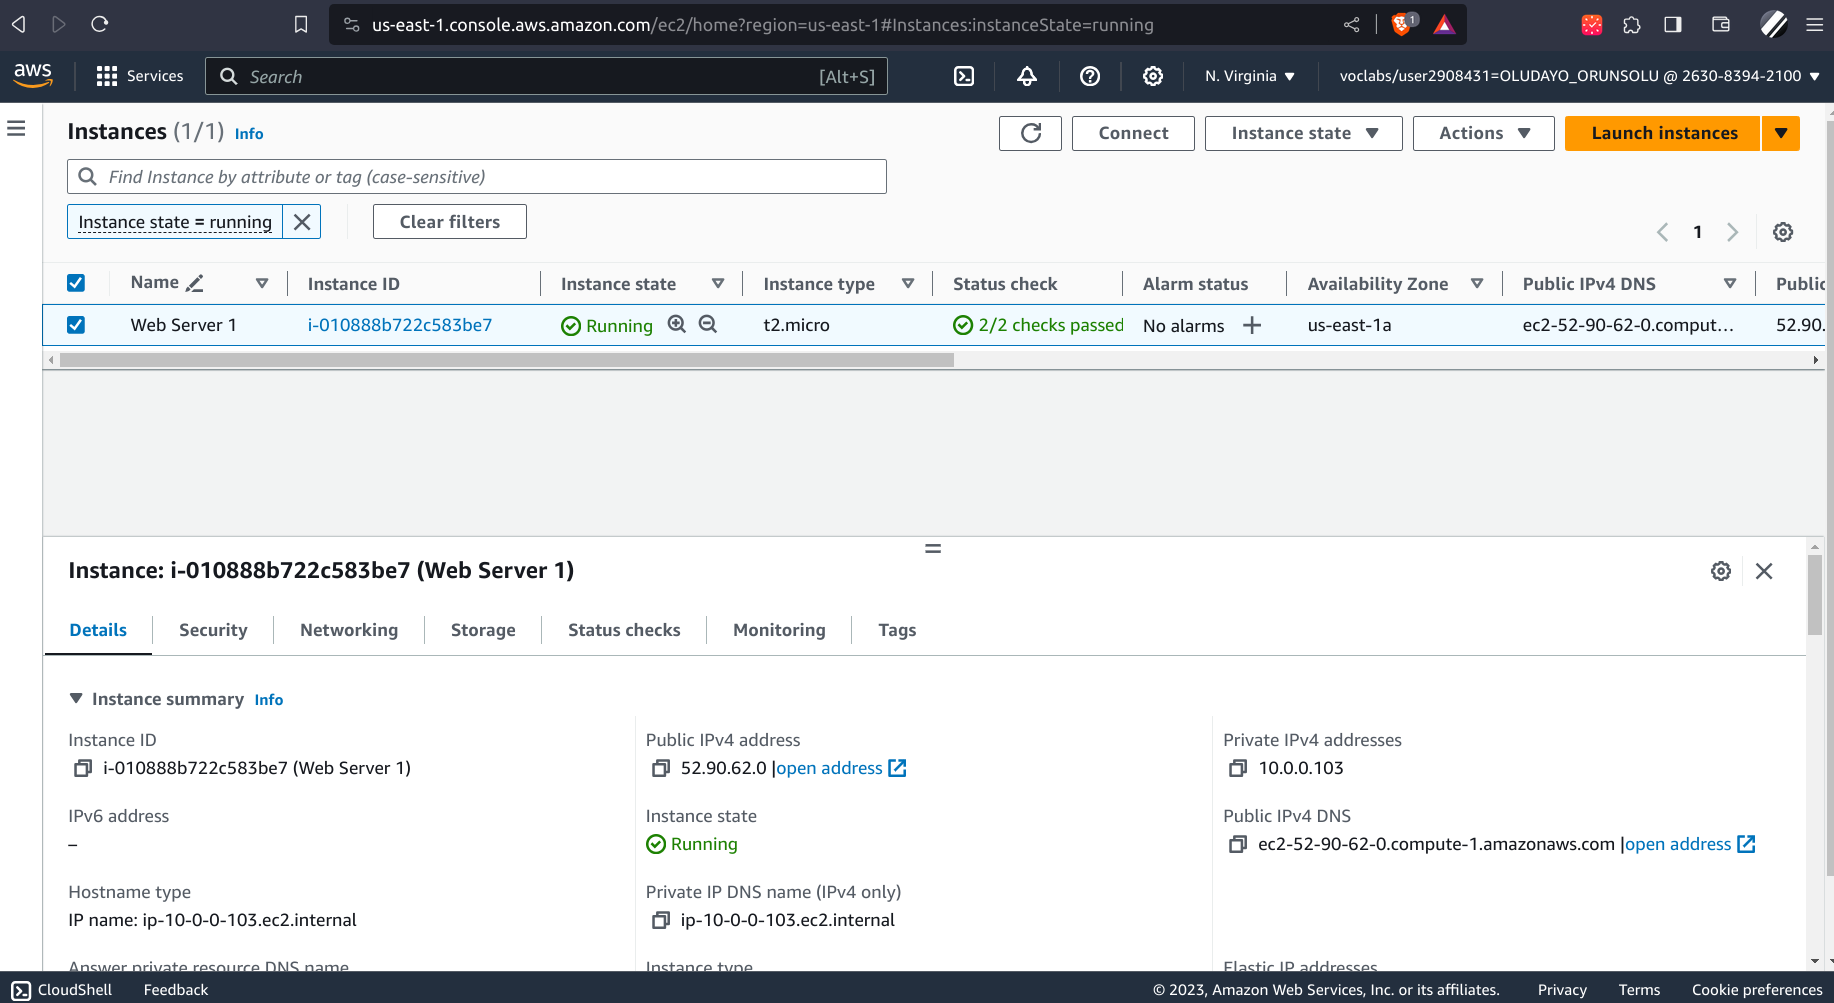 us-east-1.console.aws.amazon.com/ec2/home?region=us-east-1#Instances:instanceState=running
1
aws
Services
Search
[Alt+S]
N. Virginia
voclabs/user2908431=OLUDAYO_ORUNSOLU @ 2630-8394-2100
Instances (1/1) Info
Connect
Instance state
Actions
Launch instances
Find Instance by attribute or tag (case-sensitive)
Instance state = running
Clear filters
1
Name Instance ID Instance state Instance type Status check Alarm status Availability Zone Public IPv4 DNS Public
Web Server 1 i-010888b722c583be7 Running t2.micro 2/2 checks passed No alarms us-east-1a ec2-52-90-62-0.comput... 52.90.
Instance: i-010888b722c583be7 (Web Server 1)
Details Security Networking Storage Status checks Monitoring Tags
Instance summary Info
Instance ID
i-010888b722c583be7 (Web Server 1)
Public IPv4 address
52.90.62.0 |open address
Private IPv4 addresses
10.0.0.103
IPv6 address
–
Instance state
Running
Public IPv4 DNS
ec2-52-90-62-0.compute-1.amazonaws.com |open address
Hostname type
IP name: ip-10-0-0-103.ec2.internal
Private IP DNS name (IPv4 only)
ip-10-0-0-103.ec2.internal
Answer private resource DNS name
Instance type
Elastic IP addresses
CloudShell Feedback
© 2023, Amazon Web Services, Inc. or its affiliates. Privacy Terms Cookie preferences